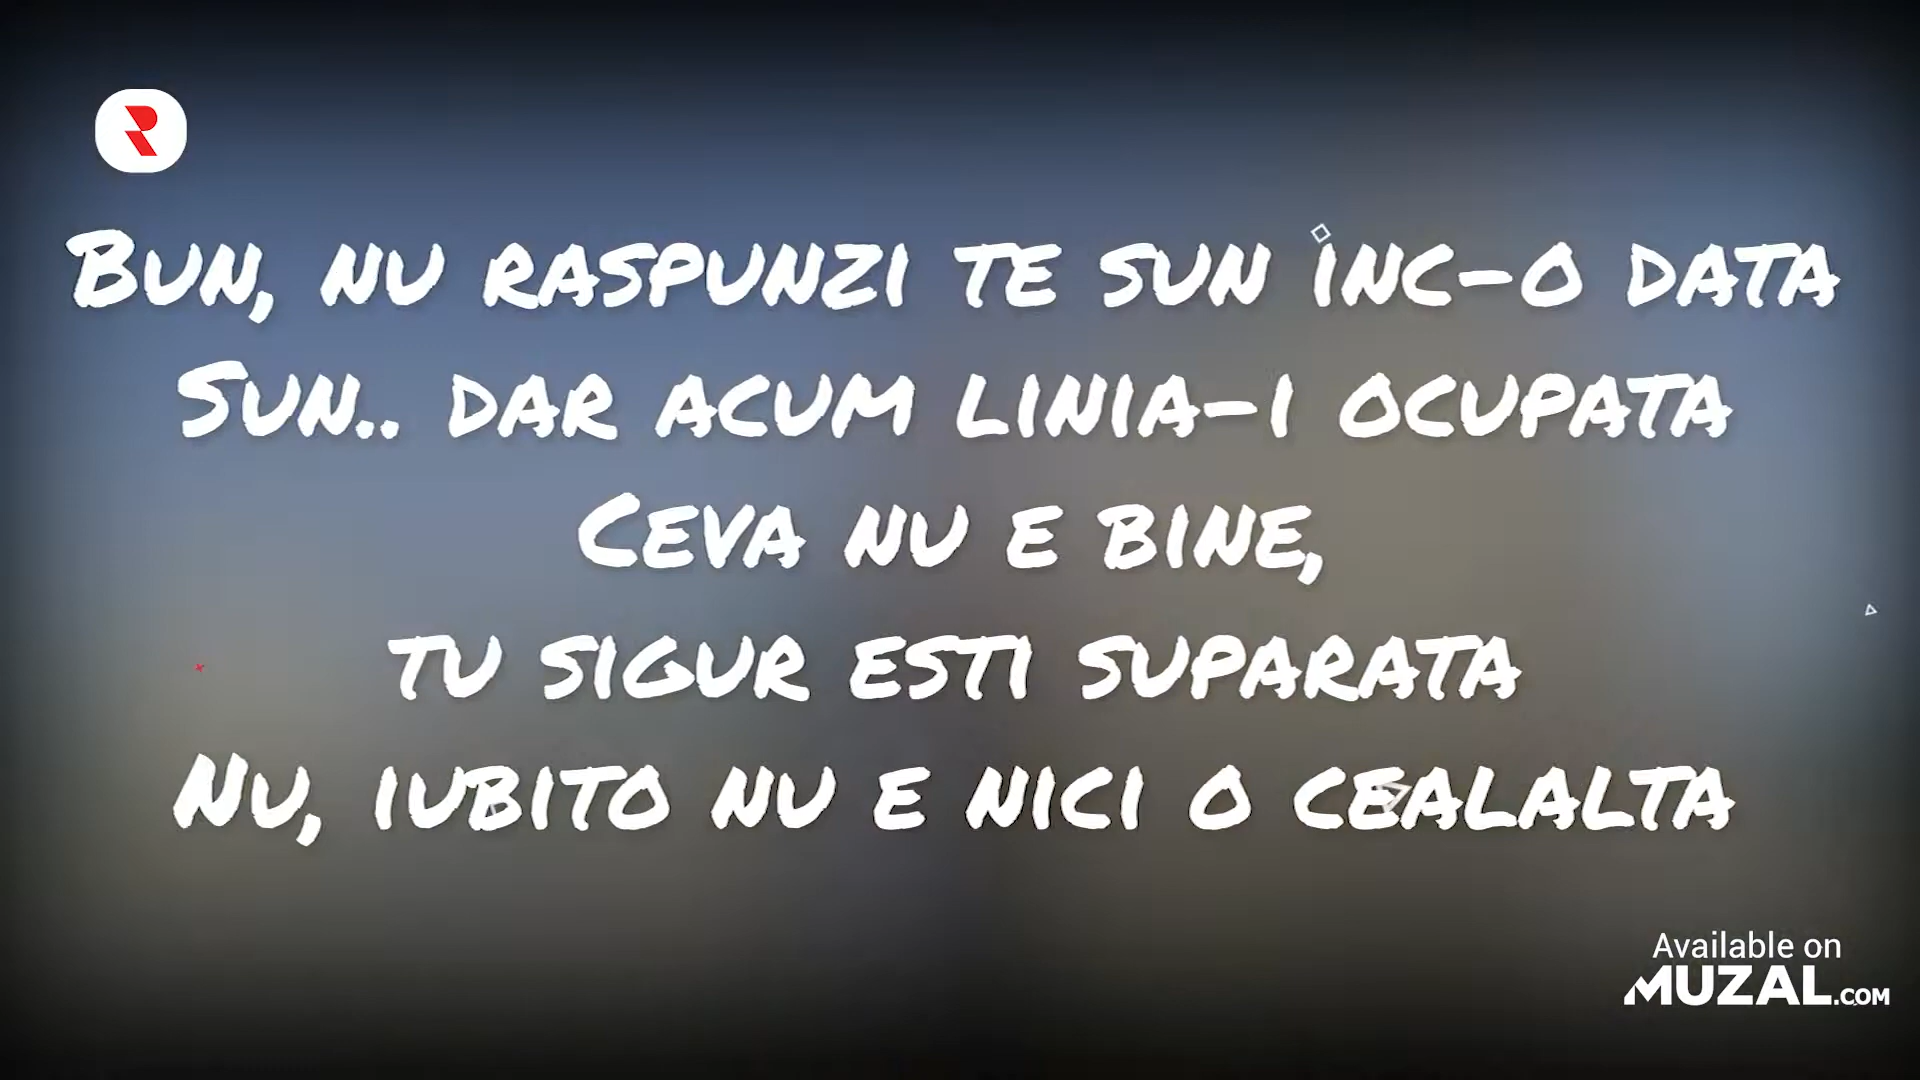 Bun, nu raspunzi te sun inc-o data
Sun.. dar acum linia-i ocupata
Ceva nu e bine,
tu sigur esti suparata
Nu, iubito nu e nici o cealalta
Available on
MUZAL.COM